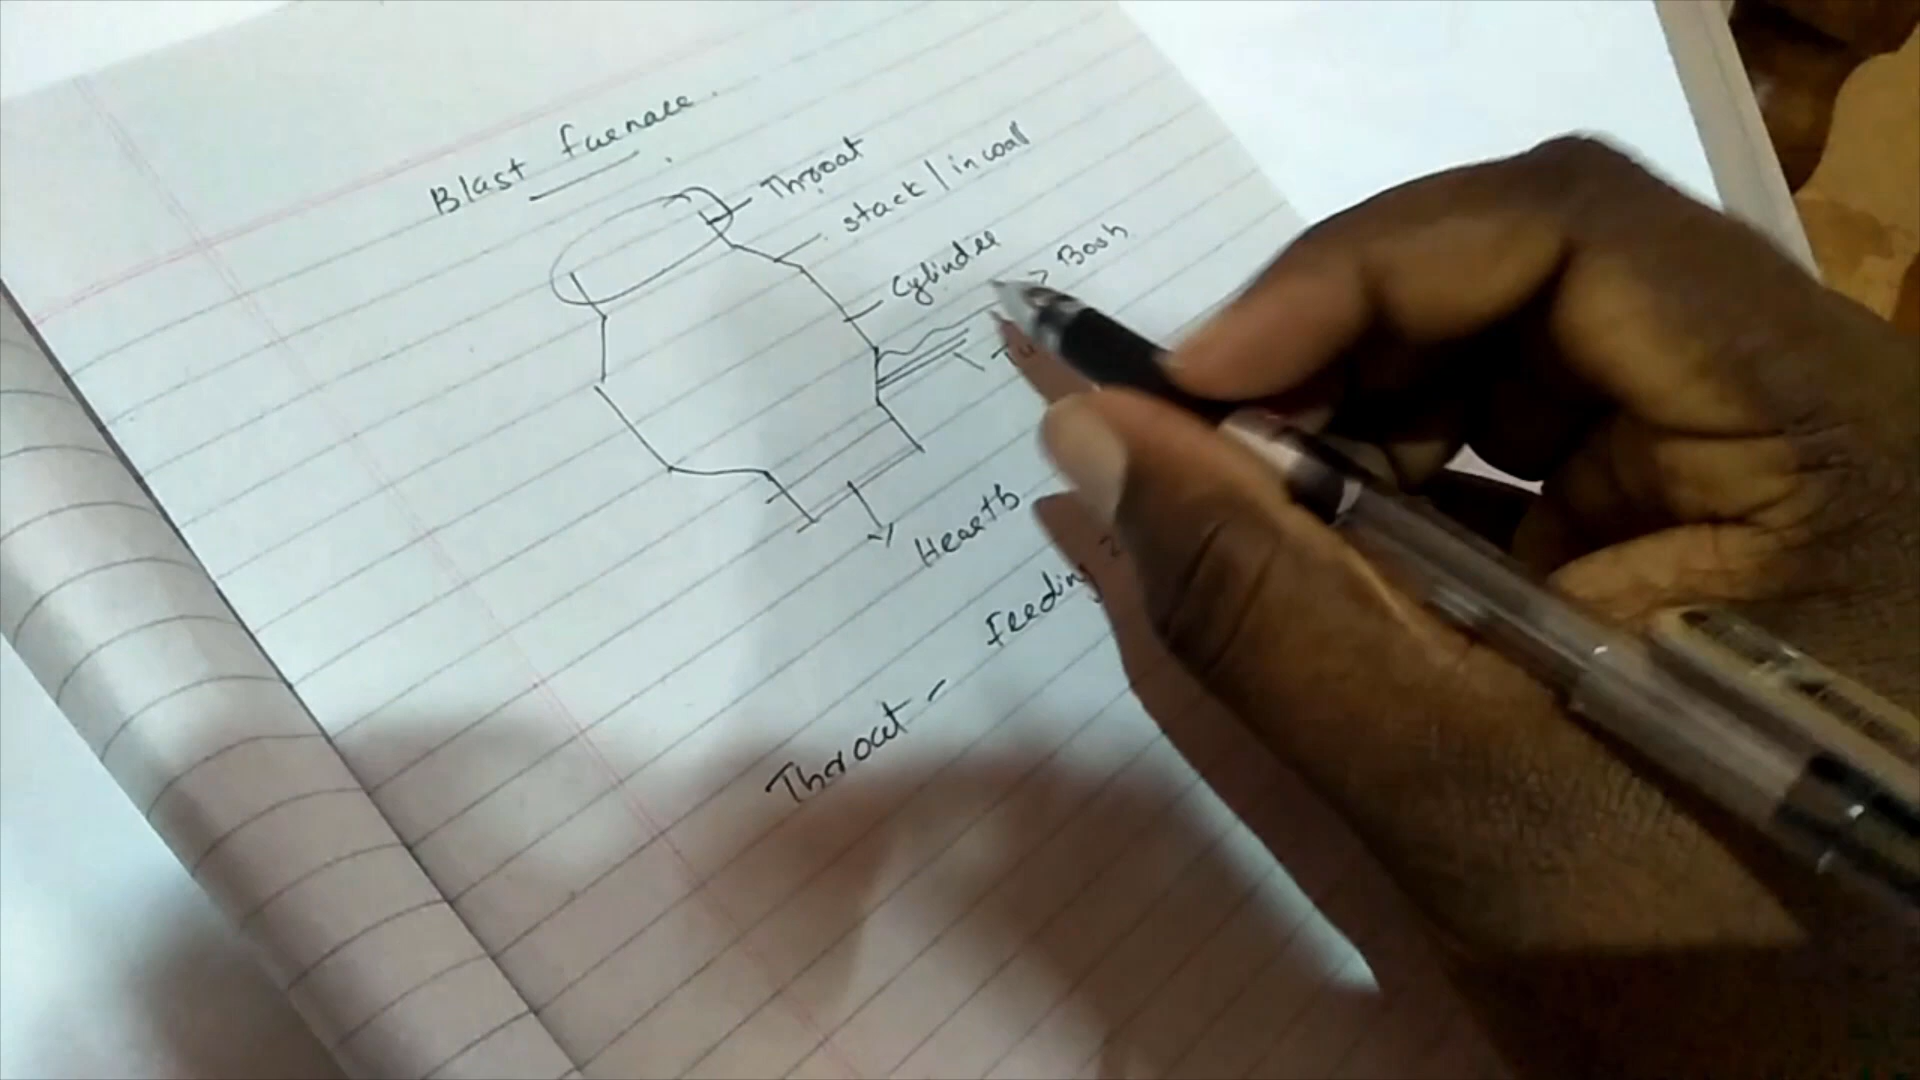 Blast furnace.
Throat
stack / in coal
Cylinder
Bosh
Hearth
Throat - Feeding